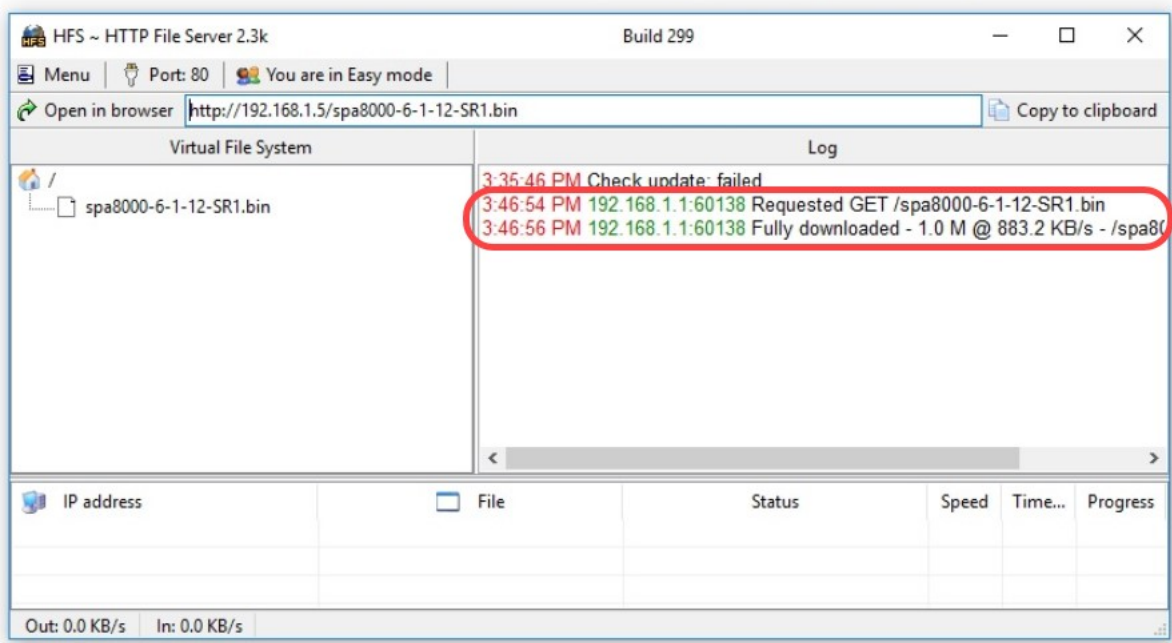 HFS ~ HTTP File Server 2.3k Build 299
Menu Port: 80 You are in Easy mode
Open in browser http://192.168.1.5/spa8000-6-1-12-SR1.bin Copy to clipboard
Virtual File System Log
/
spa8000-6-1-12-SR1.bin
3:35:46 PM Check update: failed
3:46:54 PM 192.168.1.1:60138 Requested GET /spa8000-6-1-12-SR1.bin
3:46:56 PM 192.168.1.1:60138 Fully downloaded - 1.0 M @ 883.2 KB/s - /spa80
IP address File Status Speed Time... Progress
Out: 0.0 KB/s In: 0.0 KB/s